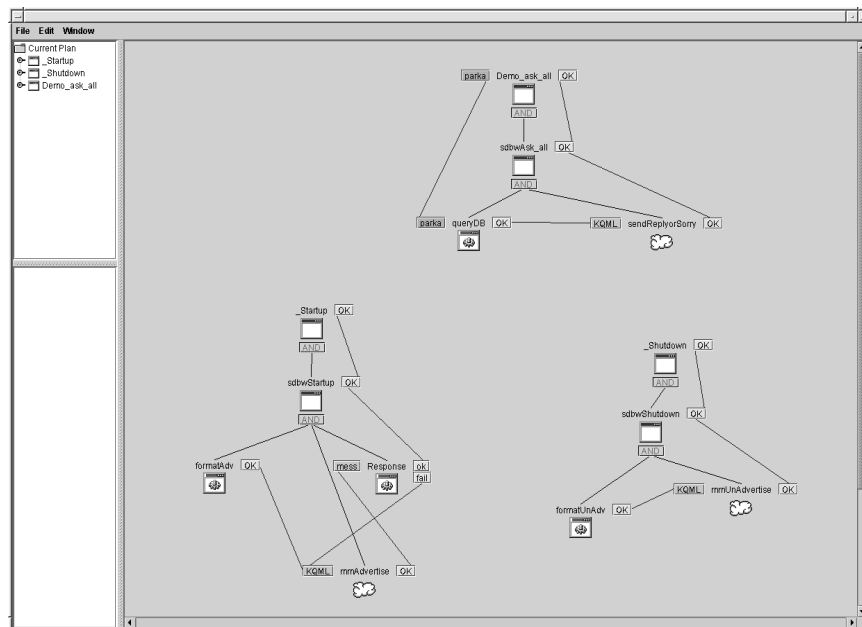 File Edit Window
Current Plan
_Startup
_Shutdown
Demo_ask_all
parka Demo_ask_all OK
AND
sdbwAsk_all OK
AND
parka queryDB OK KQML sendReplyorSorry OK
_Startup OK
AND
sdbwStartup OK
AND
formatAdv OK mess Response ok
fail
KQML mmAdvertise OK
_Shutdown OK
AND
sdbwShutdown OK
AND
KQML mmUnAdvertise OK
formatUnAdv OK